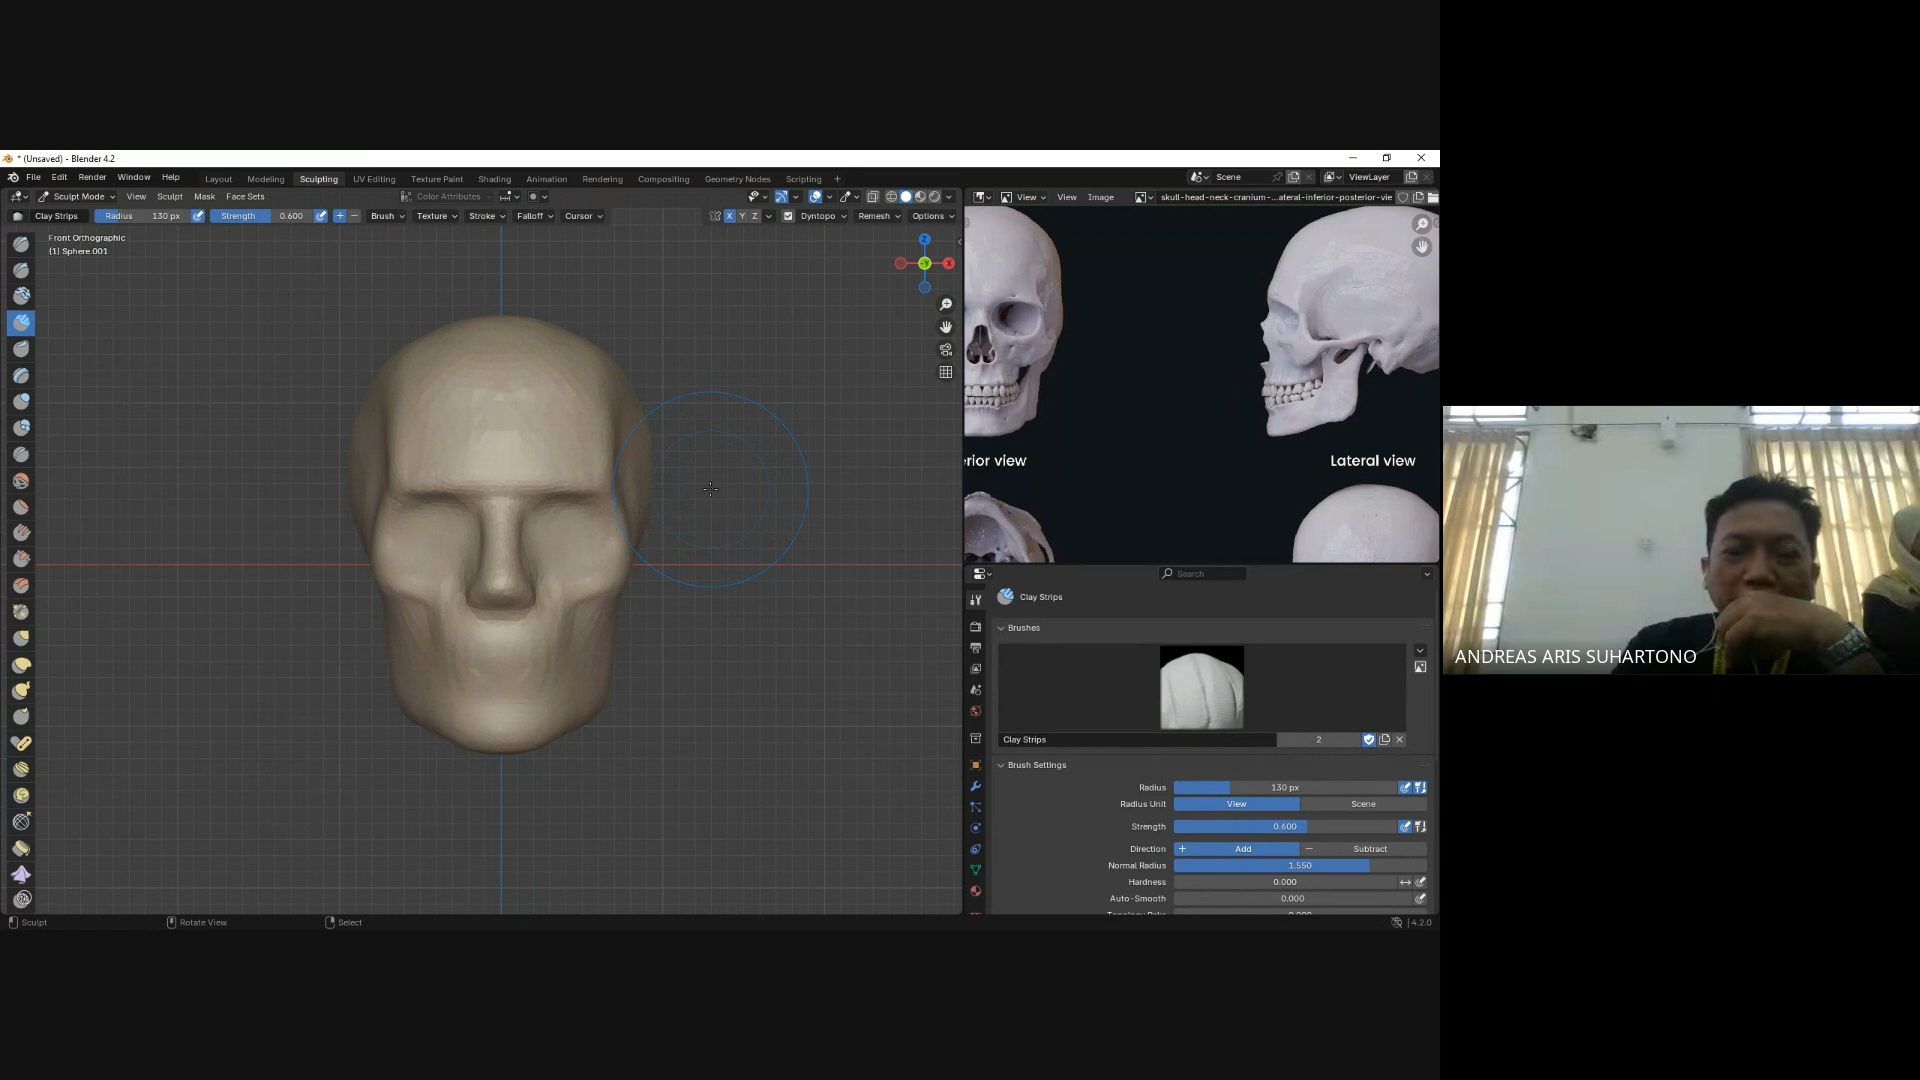 * (Unsaved) - Blender 4.2
File Edit Render Window Help
Layout Modeling Sculpting UV Editing Texture Paint Shading Animation Rendering Compositing Geometry Nodes Scripting +
Scene
ViewLayer
Sculpt Mode View Sculpt Mask Face Sets
Color Attributes
View View Image
skull-head-neck-cranium-...ateral-inferior-posterior-vie
Clay Strips Radius 130 px Strength 0.600 + − Brush Texture Stroke Falloff Cursor
X Y Z Dyntopo Remesh Options
Front Orthographic
(1) Sphere.001
Z
-Y
X
erior view
Lateral view
Search
Clay Strips
Brushes
Clay Strips 2
Brush Settings
Radius 130 px
Radius Unit View Scene
Strength 0.600
Direction + Add − Subtract
Normal Radius 1.550
Hardness 0.000
Auto-Smooth 0.000
Sculpt Rotate View Select
4.2.0
ANDREAS ARIS SUHARTONO